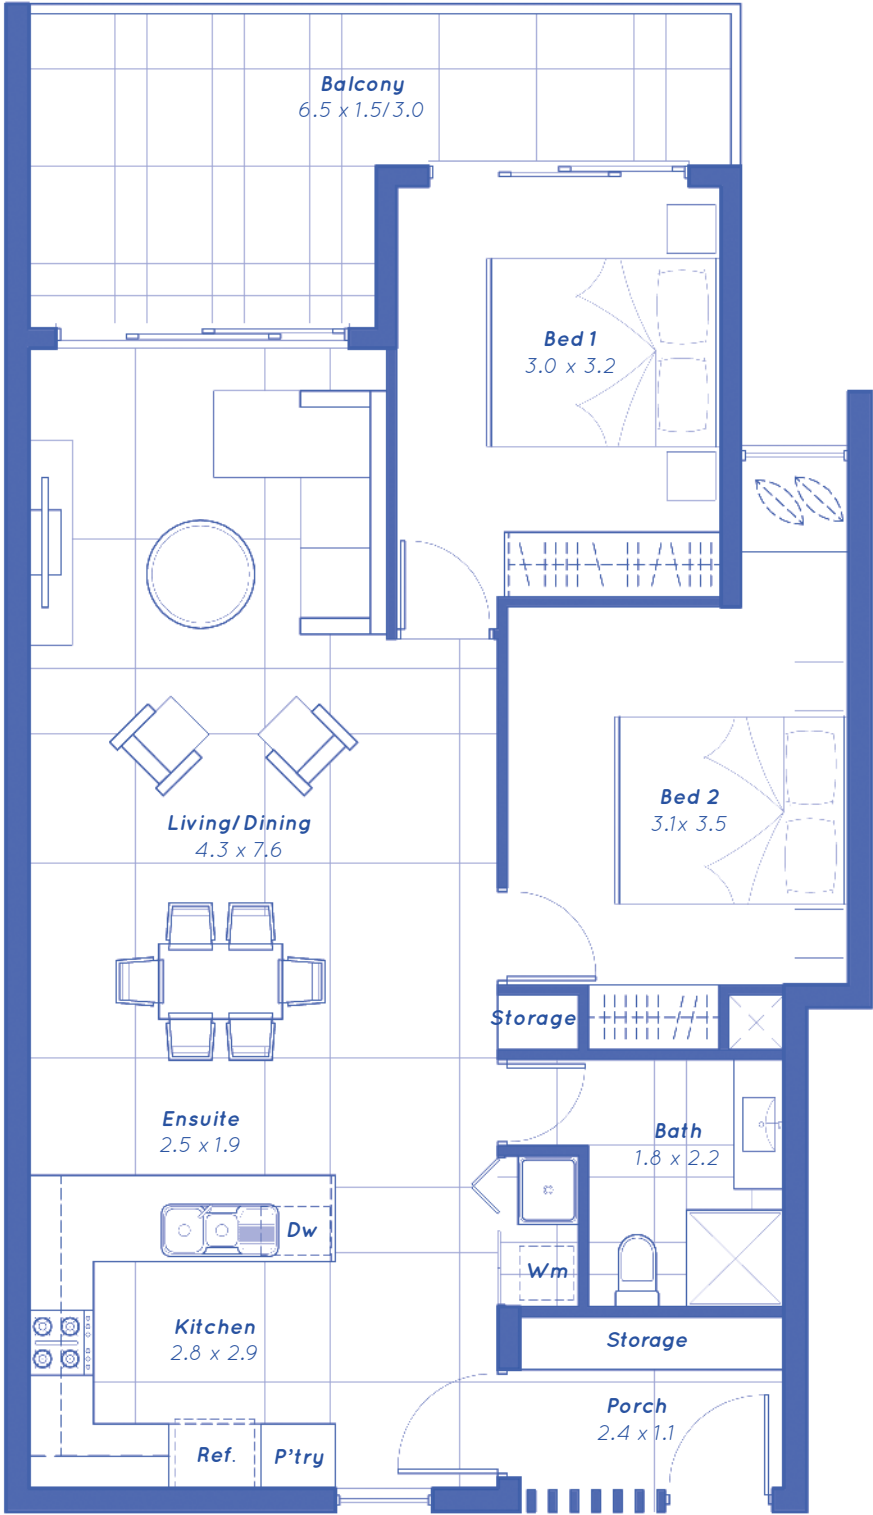 Balcony
6.5 x 1.5/3.0
Bed 1
3.0 x 3.2
Bed 2
3.1x 3.5
Living/Dining
4.3 x 7.6
Storage
Ensuite
2.5 x 1.9
Bath
1.8 x 2.2
Dw
Wm
Kitchen
2.8 x 2.9
Storage
Porch
2.4 x 1.1
Ref.
P'try